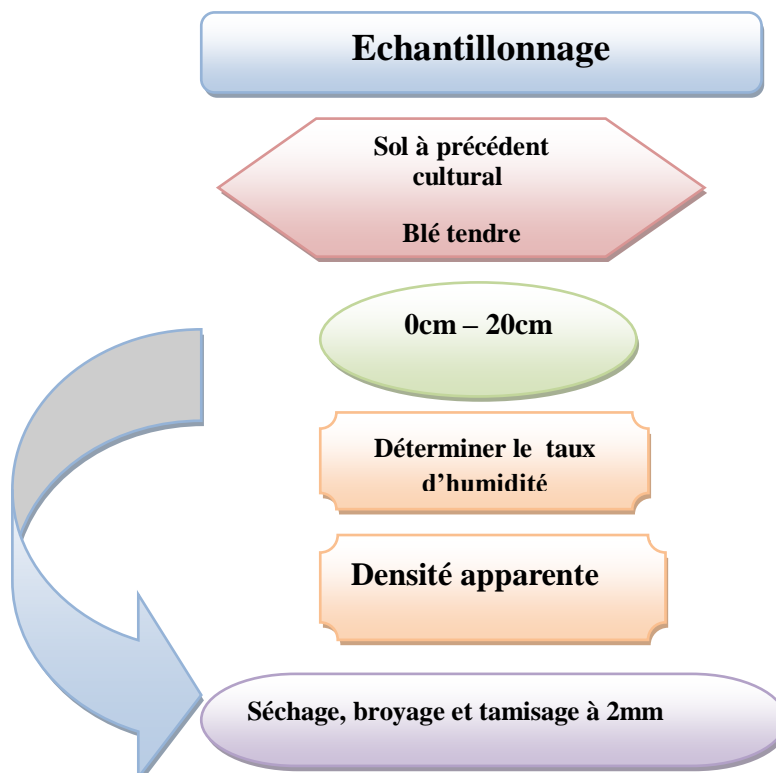 Echantillonnage
Sol à précédent
cultural
Blé tendre
0cm – 20cm
Déterminer le taux
d'humidité
Densité apparente
Séchage, broyage et tamisage à 2mm